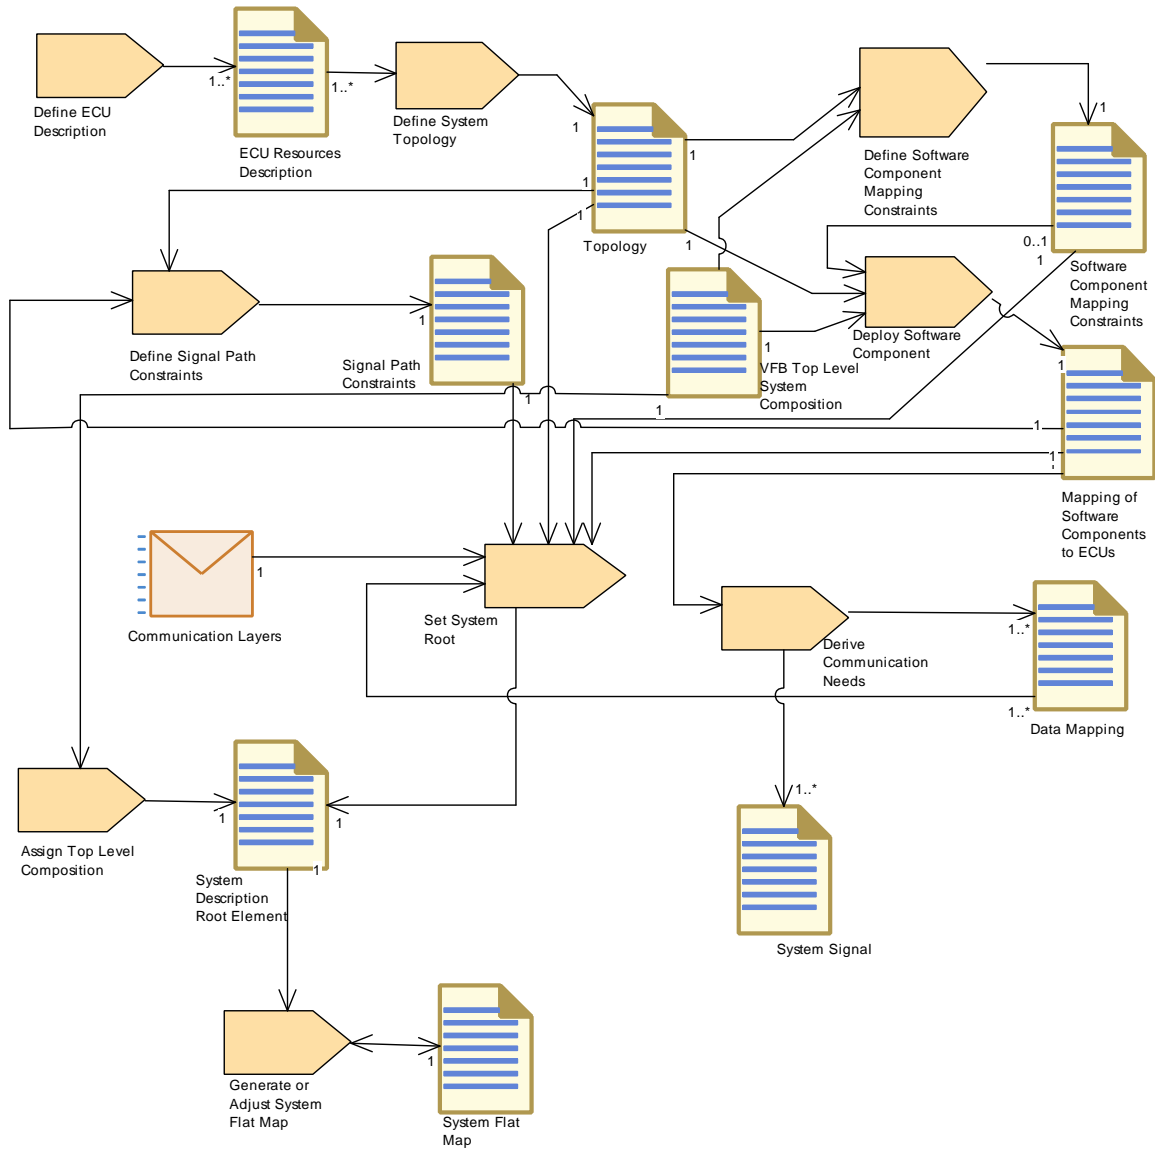 1..*
1..*
Define ECU
Description
ECU Resources
Description
Define System
Topology
1
1
1
1
1
Topology
Define Software
Component
Mapping
Constraints
1
0..1
1
Software
Component
Mapping
Constraints
Define Signal Path
Constraints
1
Signal Path
Constraints
1
1
VFB Top Level
System
Composition
Deploy Software
Component
1
1
1
1
1
Mapping of
Software
Components
to ECUs
1
Communication Layers
Set System
Root
Derive
Communication
Needs
1..*
1..*
Data Mapping
1..*
System Signal
1
1
1
Assign Top Level
Composition
System
Description
Root Element
1
Generate or
Adjust System
Flat Map
System Flat
Map